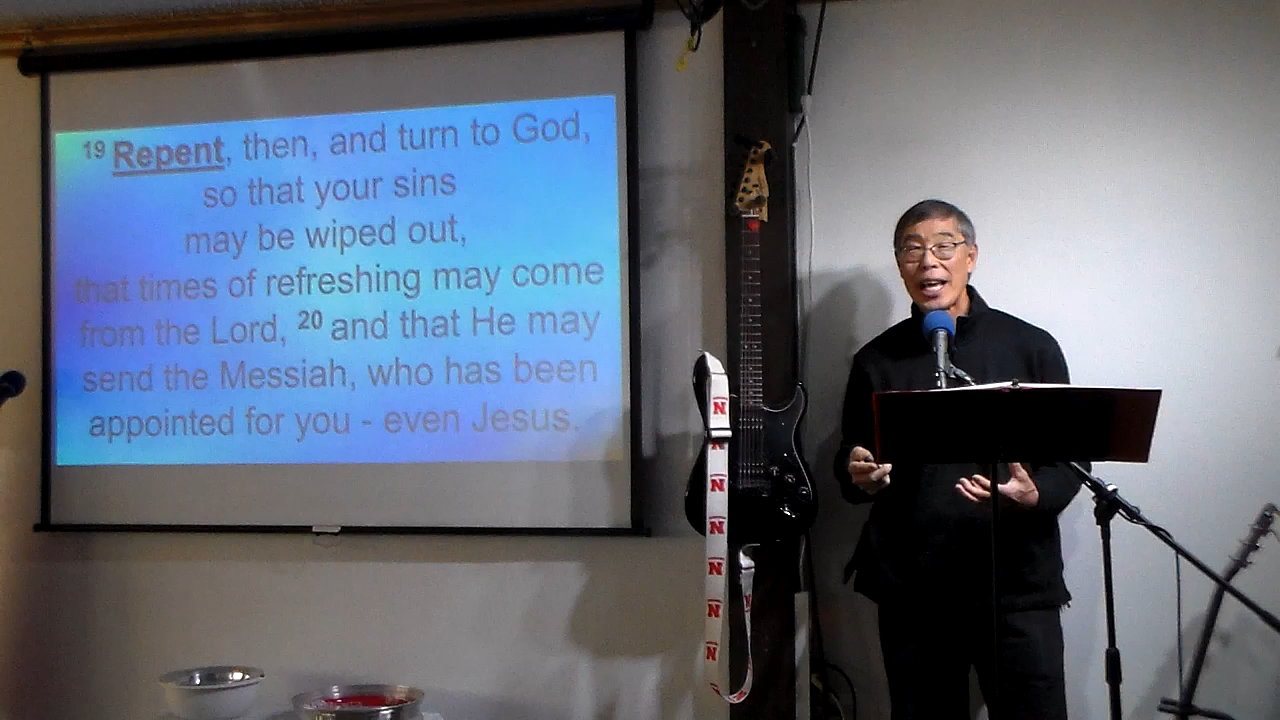 19 Repent, then, and turn to God,
so that your sins
may be wiped out,
that times of refreshing may come
from the Lord, 20 and that He may
send the Messiah, who has been
appointed for you - even Jesus.
N
N
N
N
N
N
N